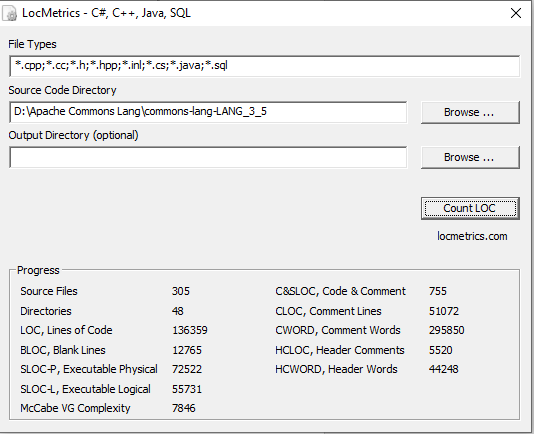 LocMetrics - C#, C++, Java, SQL
File Types
*.cpp;*.cc;*.h;*.hpp;*.inl;*.cs;*.java;*.sql
Source Code Directory
D:\Apache Commons Lang\commons-lang-LANG_3_5
Browse ...
Output Directory (optional)
Browse ...
Count LOC
locmetrics.com
Progress
Source Files 305 C&SLOC, Code & Comment 755
Directories 48 CLOC, Comment Lines 51072
LOC, Lines of Code 136359 CWORD, Comment Words 295850
BLOC, Blank Lines 12765 HCLOC, Header Comments 5520
SLOC-P, Executable Physical 72522 HCWORD, Header Words 44248
SLOC-L, Executable Logical 55731
McCabe VG Complexity 7846